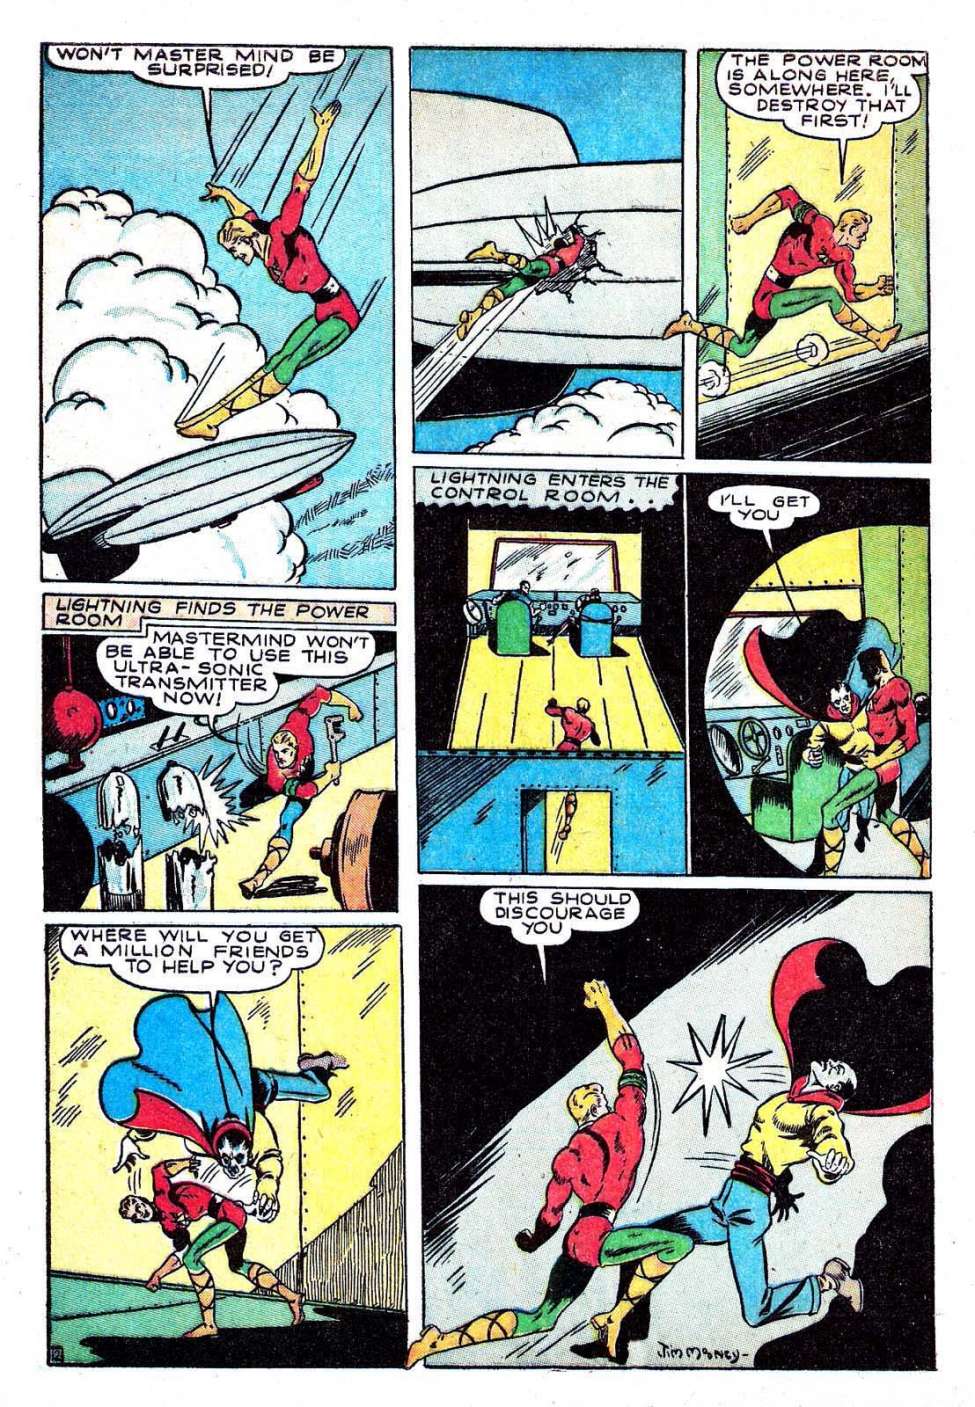 WON'T MASTER MIND BE
SURPRISED!
THE POWER ROOM
IS ALONG HERE,
SOMEWHERE. I'LL
DESTROY THAT
FIRST!
LIGHTNING FINDS THE POWER
ROOM
MASTERMIND WON'T
BE ABLE TO USE THIS
ULTRA-SONIC
TRANSMITTER
NOW!
LIGHTNING ENTERS THE
CONTROL ROOM . . .
I'LL GET
YOU
WHERE WILL YOU GET
A MILLION FRIENDS
TO HELP YOU?
THIS SHOULD
DISCOURAGE
YOU
12
JIM MOONEY-